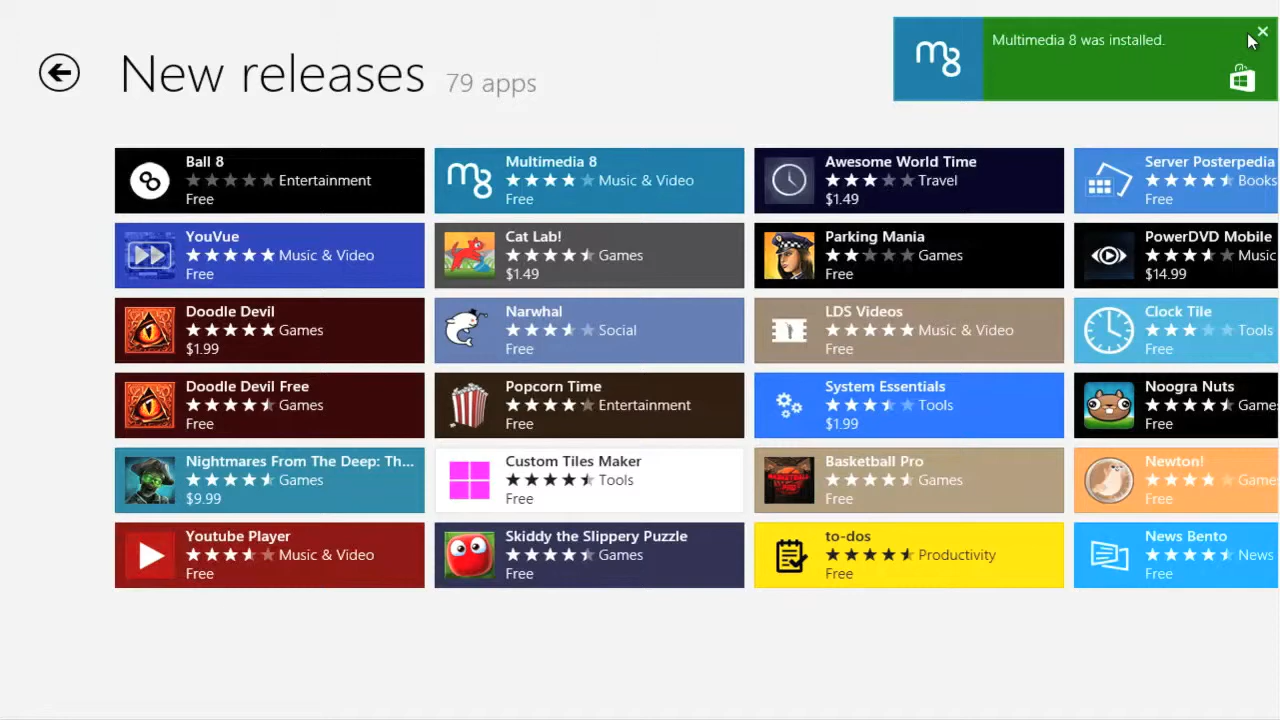 New releases 79 apps
Multimedia 8 was installed.
Ball 8
Entertainment
Free
YouVue
Music & Video
Free
Doodle Devil
Games
$1.99
Doodle Devil Free
Games
Free
Nightmares From The Deep: Th...
Games
$9.99
Youtube Player
Music & Video
Free
Multimedia 8
Music & Video
Free
Cat Lab!
Games
$1.49
Narwhal
Social
Free
Popcorn Time
Entertainment
Free
Custom Tiles Maker
Tools
Free
Skiddy the Slippery Puzzle
Games
Free
Awesome World Time
Travel
$1.49
Parking Mania
Games
Free
LDS Videos
Music & Video
Free
System Essentials
Tools
$1.99
Basketball Pro
Games
Free
to-dos
Productivity
Free
Server Posterpedia
Books
Free
PowerDVD Mobile
Music
$14.99
Clock Tile
Tools
Free
Noogra Nuts
Games
Free
Newton!
Games
Free
News Bento
News
Free